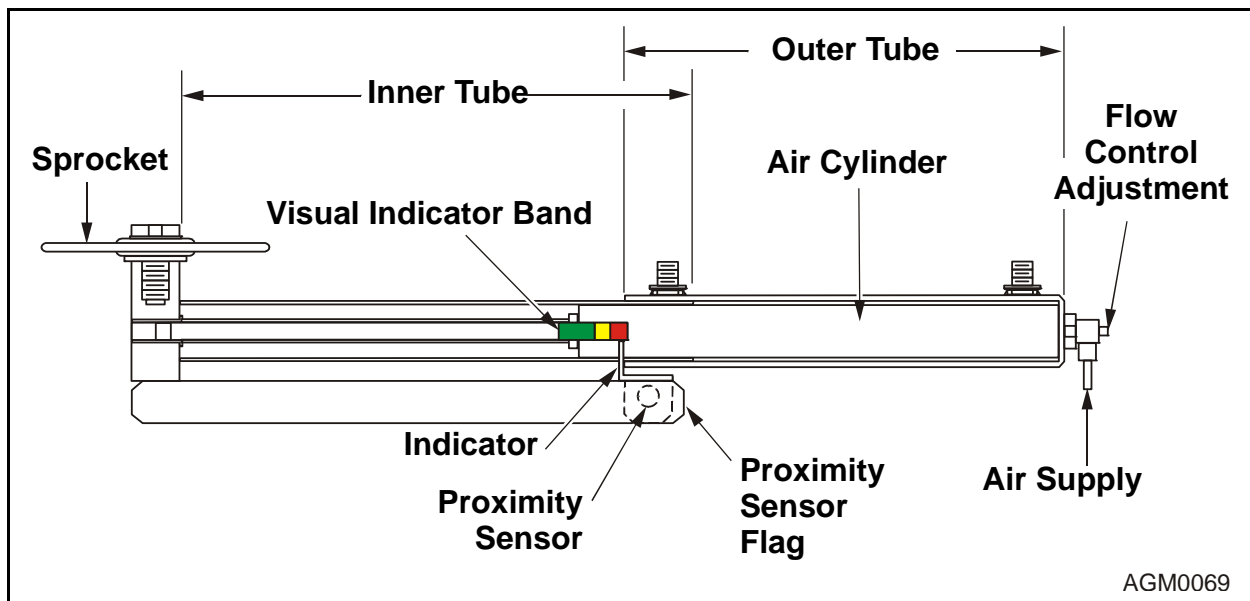 Outer Tube
Inner Tube
Flow
Control
Adjustment
Sprocket
Air Cylinder
Visual Indicator Band
Indicator
Proximity
Sensor
Proximity
Sensor
Flag
Air Supply
AGM0069